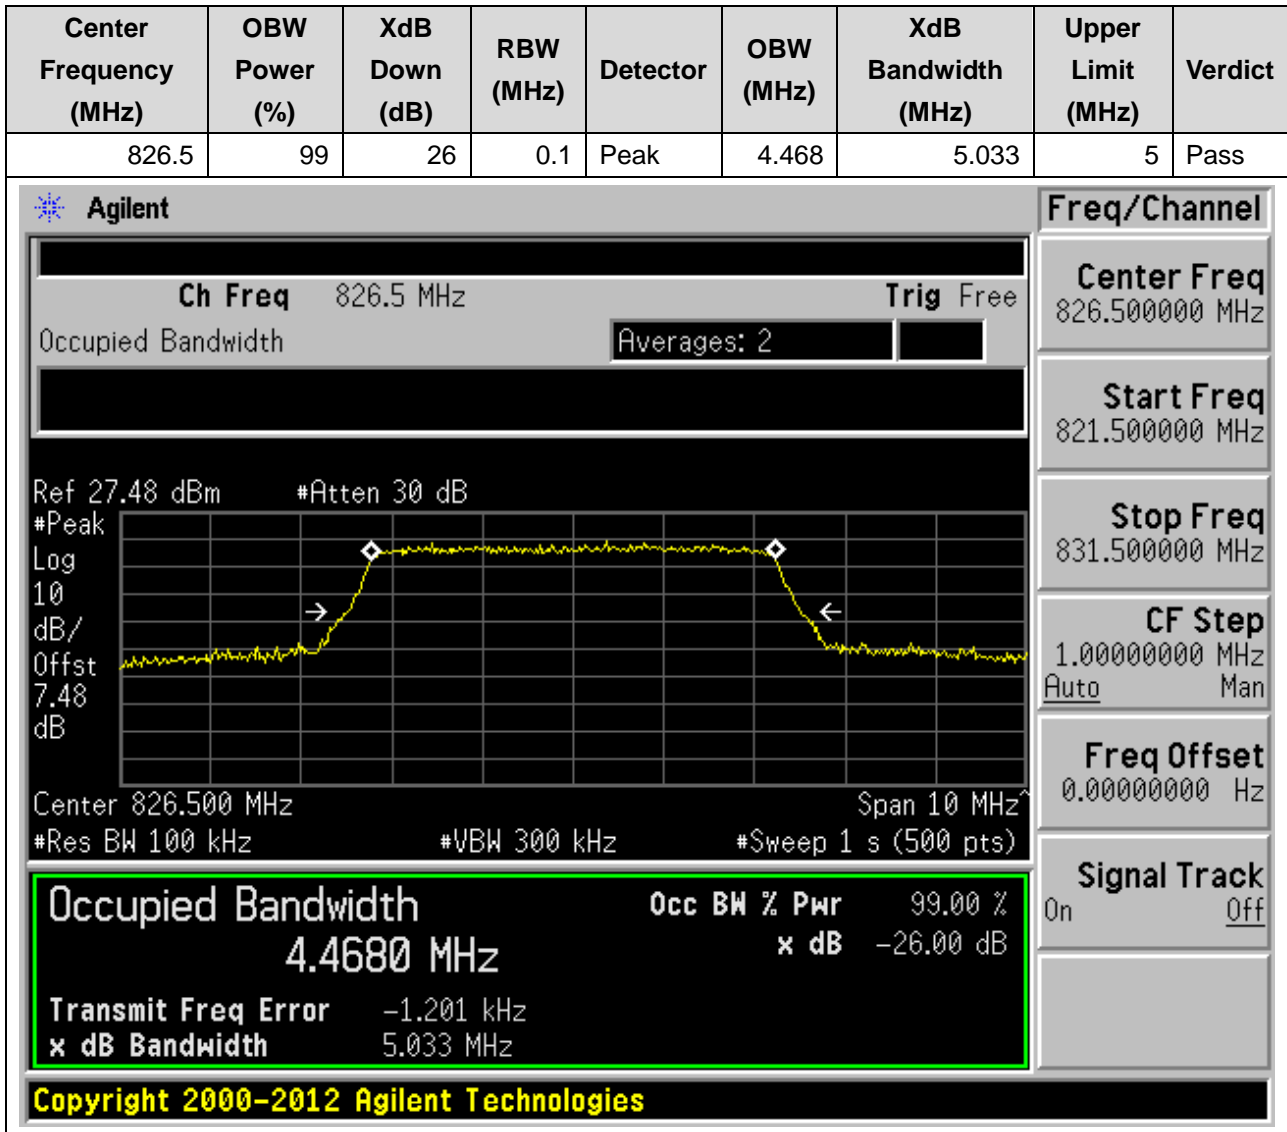 Center Frequency (MHz) OBW Power (%) XdB Down (dB) RBW (MHz) Detector OBW (MHz) XdB Bandwidth (MHz) Upper Limit (MHz) Verdict
826.5 99 26 0.1 Peak 4.468 5.033 5 Pass
Agilent
Ch Freq 826.5 MHz Trig Free
Occupied Bandwidth Averages: 2
Ref 27.48 dBm #Atten 30 dB
#Peak
Log
10
dB/
Offst
7.48
dB
Center 826.500 MHz Span 10 MHz^
#Res BW 100 kHz #VBW 300 kHz #Sweep 1 s (500 pts)
Occupied Bandwidth Occ BW % Pwr 99.00 %
4.4680 MHz x dB -26.00 dB
Transmit Freq Error -1.201 kHz
x dB Bandwidth 5.033 MHz
Copyright 2000-2012 Agilent Technologies
Freq/Channel
Center Freq
826.500000 MHz
Start Freq
821.500000 MHz
Stop Freq
831.500000 MHz
CF Step
1.00000000 MHz
Auto Man
Freq Offset
0.00000000 Hz
Signal Track
On Off